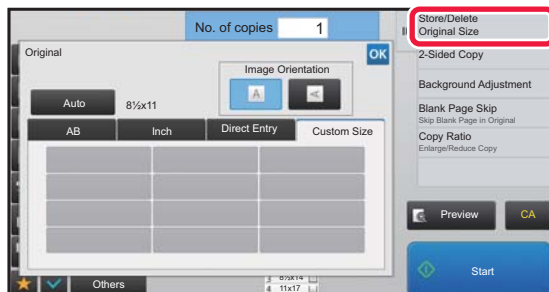 No. of copies 1
Store/Delete
Original Size
Original
OK
2-Sided Copy
Image Orientation
A
A
Background Adjustment
Auto
8½x11
Blank Page Skip
Skip Blank Page in Original
AB
Inch
Direct Entry
Custom Size
Copy Ratio
Enlarge/Reduce Copy
Preview
CA
Start
Others
8½x14
11x17